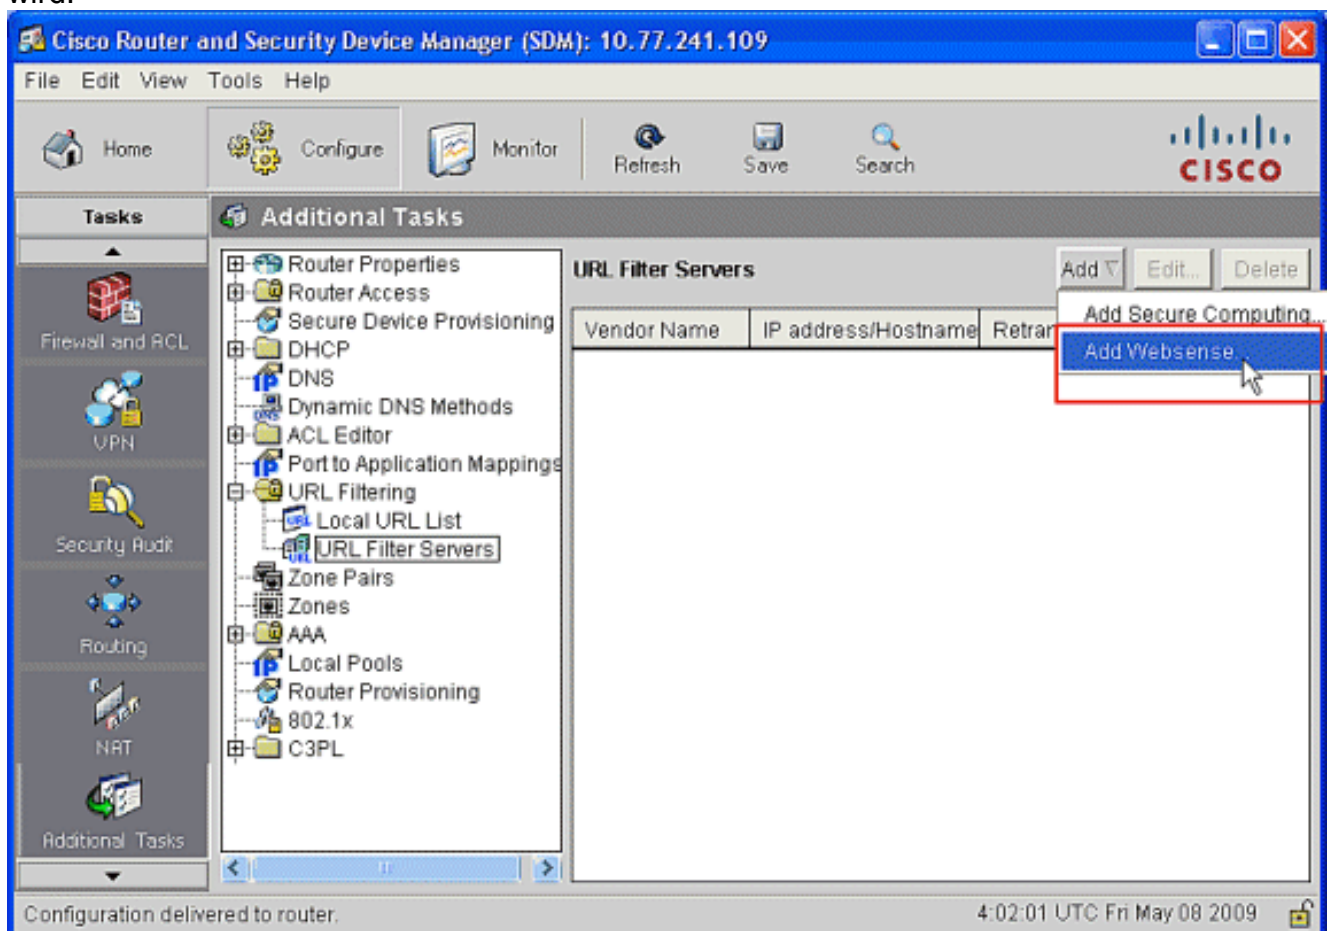 wird.
Cisco Router and Security Device Manager (SDM): 10.77.241.109
File Edit View Tools Help
Home Configure Monitor Refresh Save Search
CISCO
Tasks
Additional Tasks
Firewall and ACL
VPN
Security Audit
Routing
NAT
Additional Tasks
Router Properties
Router Access
Secure Device Provisioning
DHCP
DNS
Dynamic DNS Methods
ACL Editor
Port to Application Mappings
URL Filtering
Local URL List
URL Filter Servers
Zone Pairs
Zones
AAA
Local Pools
Router Provisioning
802.1x
C3PL
URL Filter Servers
Add Edit... Delete
Vendor Name IP address/Hostname Retran
Add Secure Computing...
Add Websense...
Configuration delivered to router.
4:02:01 UTC Fri May 08 2009